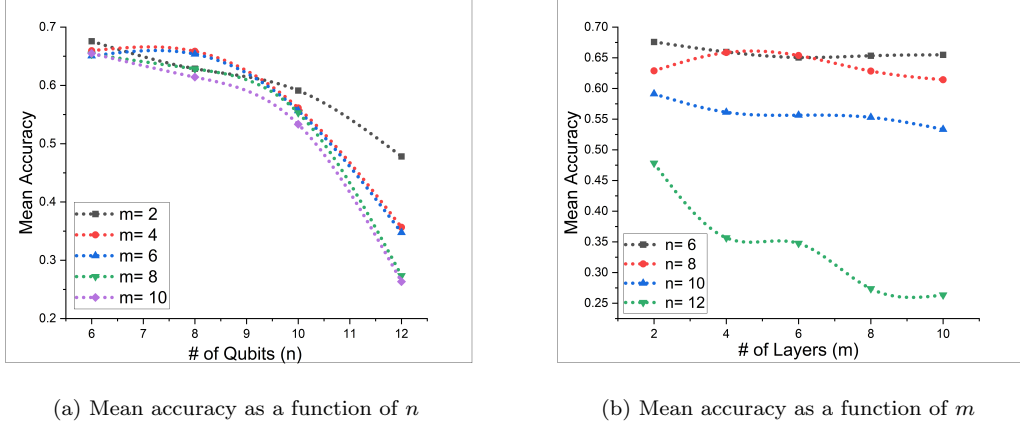 0.7
0.6
0.5
0.4
0.3
0.2
Mean Accuracy
m= 2
m= 4
m= 6
m= 8
m= 10
6 7 8 9 10 11 12
# of Qubits (n)
0.70
0.65
0.60
0.55
0.50
0.45
0.40
0.35
0.30
0.25
Mean Accuracy
n= 6
n= 8
n= 10
n= 12
2 4 6 8 10
# of Layers (m)
(a) Mean accuracy as a function of n
(b) Mean accuracy as a function of m